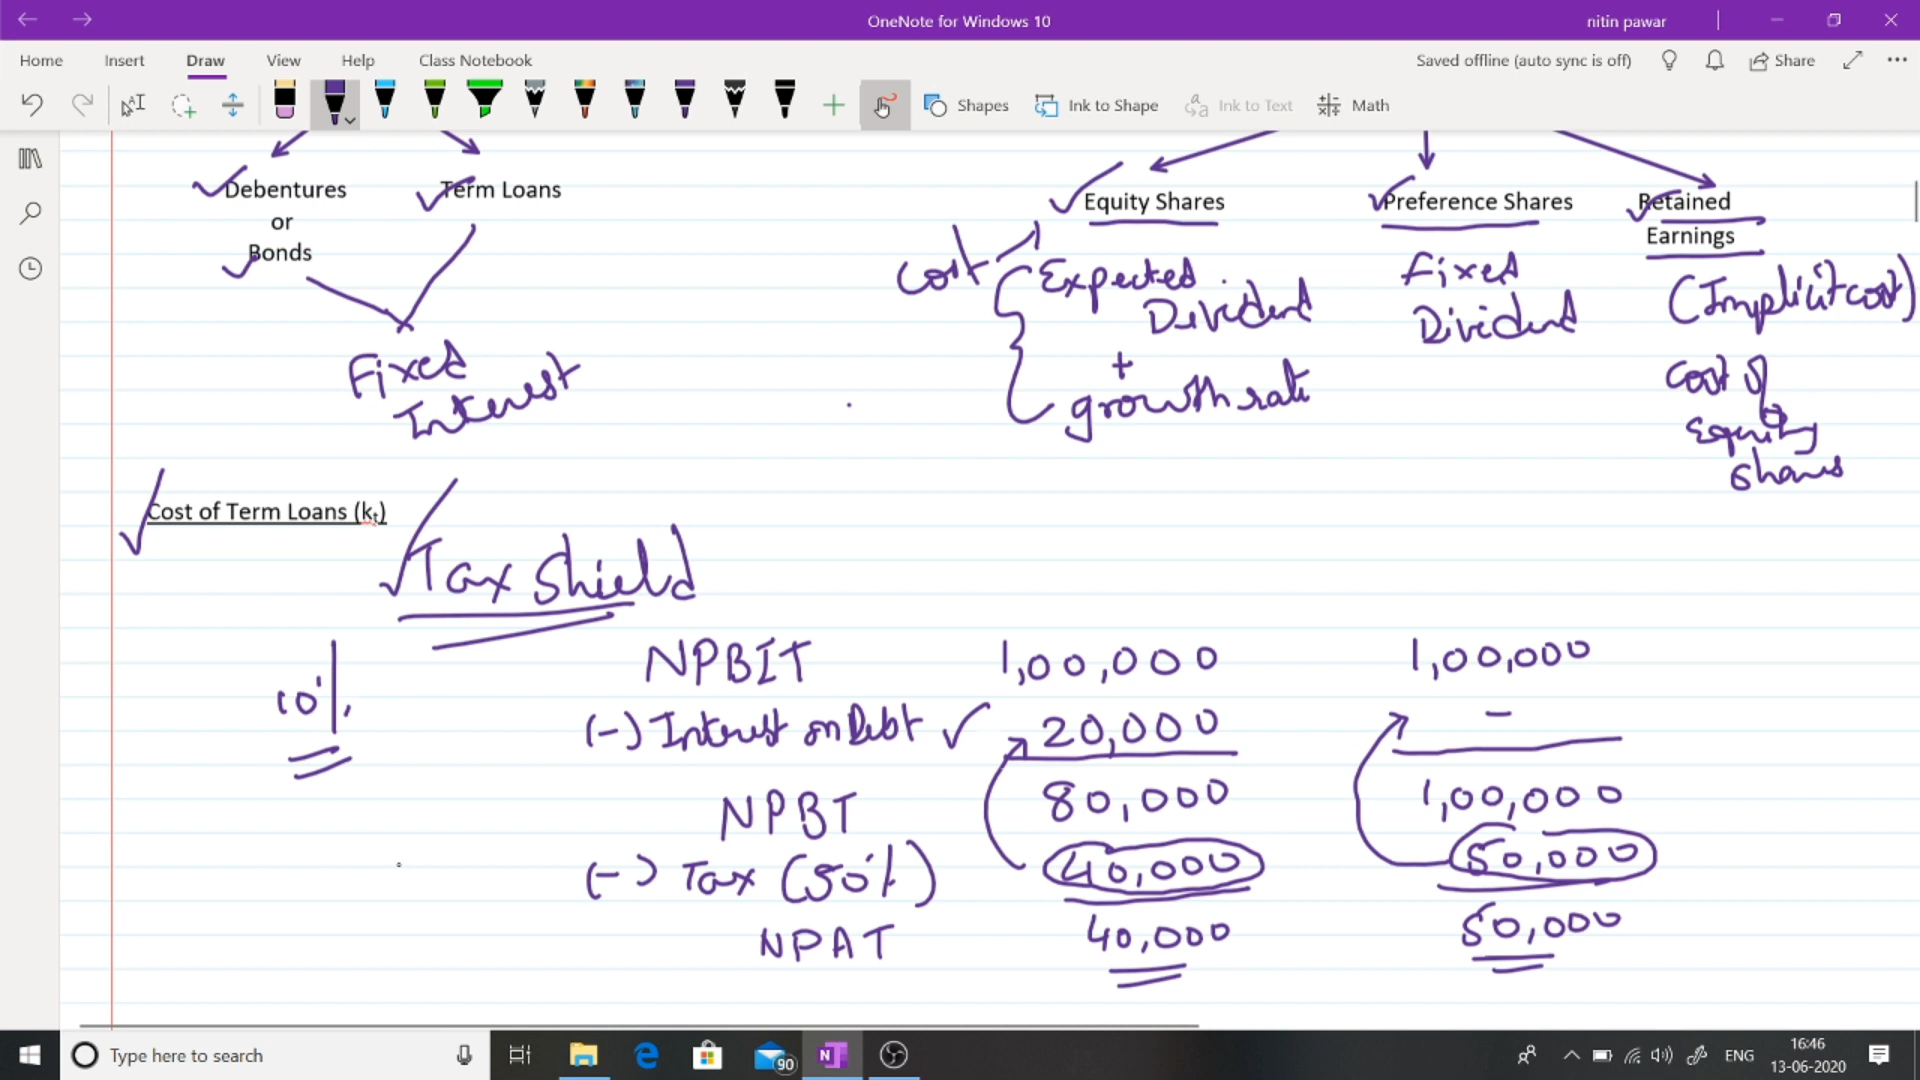 OneNote for Windows 10
nitin pawar
Home Insert Draw View Help Class Notebook
Saved offline (auto sync is off) Share
Shapes Ink to Shape Ink to Text Math
Debentures
or
Bonds
Term Loans
Fixed
Interest
Equity Shares
Cost
Expected
Dividend
+
growth rate
Preference Shares
Fixed
Dividend
Retained
Earnings
(Implicit cost)
Cost of
Equity
Shares
Cost of Term Loans (kt)
Tax Shield
10%
NPBIT 1,00,000 1,00,000
(-) Interest on Debt 20,000 -
NPBT 80,000 1,00,000
(-) Tax (50%) 40,000 50,000
NPAT 40,000 50,000
Type here to search
90
ENG
16:46
13-06-2020